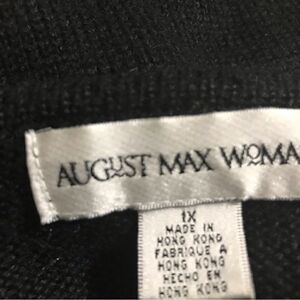 AUGUST MAX WOMA
1X
MADE IN
HONG KONG
FABRIQUE A
HONG KONG
HECHO EN
HONG KONG